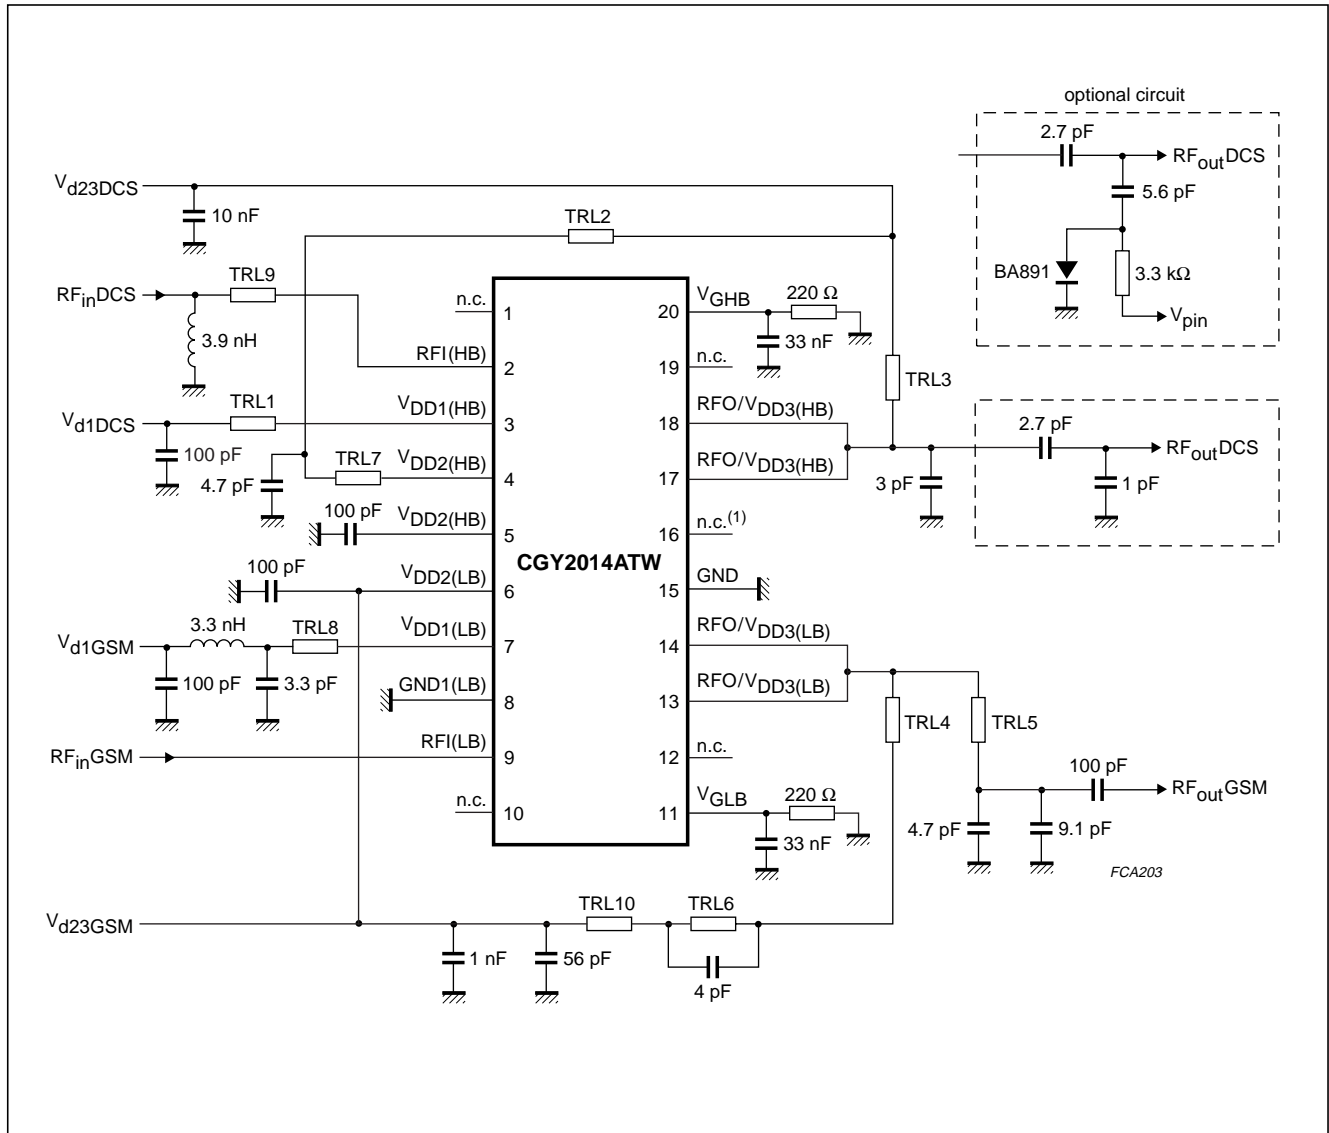 optional circuit
2.7 pF
RFoutDCS
5.6 pF
BA891
3.3 kΩ
Vpin
Vd23DCS
10 nF
TRL2
RFinDCS
TRL9
3.9 nH
n.c.
1
RFI(HB)
2
Vd1DCS
TRL1
VDD1(HB)
3
100 pF
4.7 pF
TRL7
VDD2(HB)
4
100 pF
VDD2(HB)
5
CGY2014ATW
100 pF
VDD2(LB)
6
Vd1GSM
3.3 nH
TRL8
VDD1(LB)
7
100 pF
3.3 pF
GND1(LB)
8
RFinGSM
RFI(LB)
9
n.c.
10
20
VGHB
220 Ω
33 nF
19
n.c.
TRL3
18
RFO/VDD3(HB)
17
RFO/VDD3(HB)
3 pF
2.7 pF
RFoutDCS
1 pF
16
n.c.(1)
15
GND
14
RFO/VDD3(LB)
13
RFO/VDD3(LB)
TRL4
TRL5
12
n.c.
11
VGLB
220 Ω
33 nF
100 pF
RFoutGSM
4.7 pF
9.1 pF
FCA203
Vd23GSM
1 nF
56 pF
TRL10
TRL6
4 pF